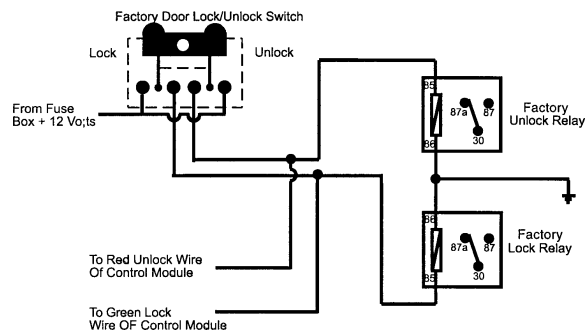 Factory Door Lock/Unlock Switch
Lock
Unlock
From Fuse
Box + 12 Vo;ts
85
87a
87
30
86
Factory
Unlock Relay
86
87a
87
30
85
Factory
Lock Relay
To Red Unlock Wire
Of Control Module
To Green Lock
Wire OF Control Module